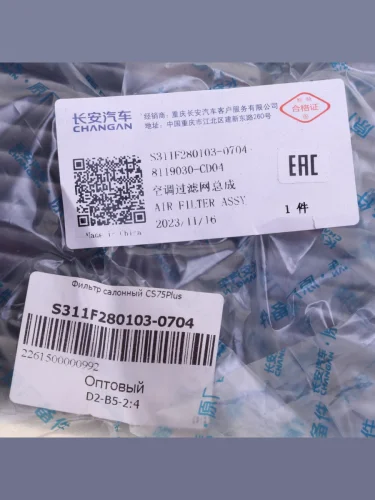 长安汽车
CHANGAN
经销商：重庆长安汽车客户服务有限公司
地址：中国重庆市江北区建新东路260号
合格证
S311F280103-0704-
8119030-CD04
空调过滤网总成
AIR FILTER ASSY
2023/11/16
EAC
1 件
Made in China
Фильтр салонный CS75Plus
S311F280103-0704
2261500000992
Оптовый
D2-B5-2:4